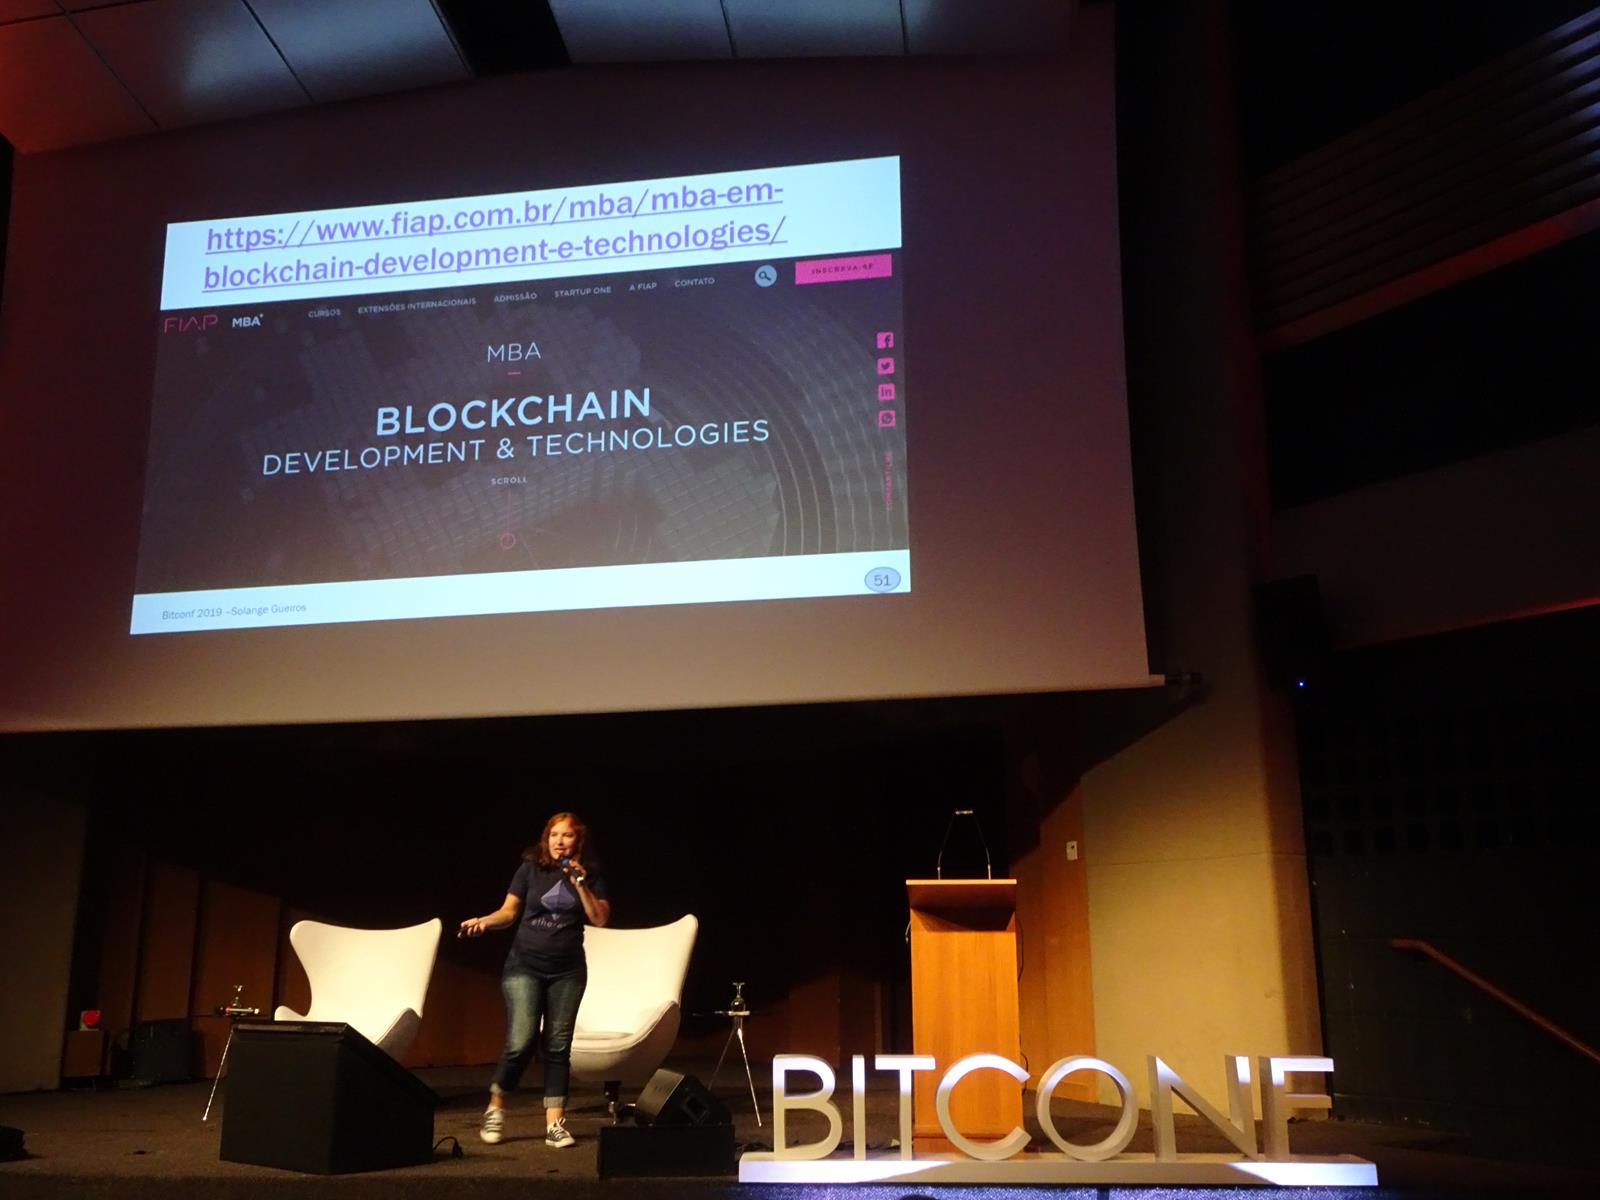 https://www.fiap.com.br/mba/mba-em-
blockchain-development-e-technologies/
FIAP MBA+ CURSOS EXTENSÕES INTERNACIONAIS ADMISSÃO STARTUP ONE A FIAP CONTATO INSCREVA-SE
MBA
BLOCKCHAIN
DEVELOPMENT & TECHNOLOGIES
SCROLL
COMPARTILHE
Bitconf 2019 –Solange Gueiros
51
BITCONF